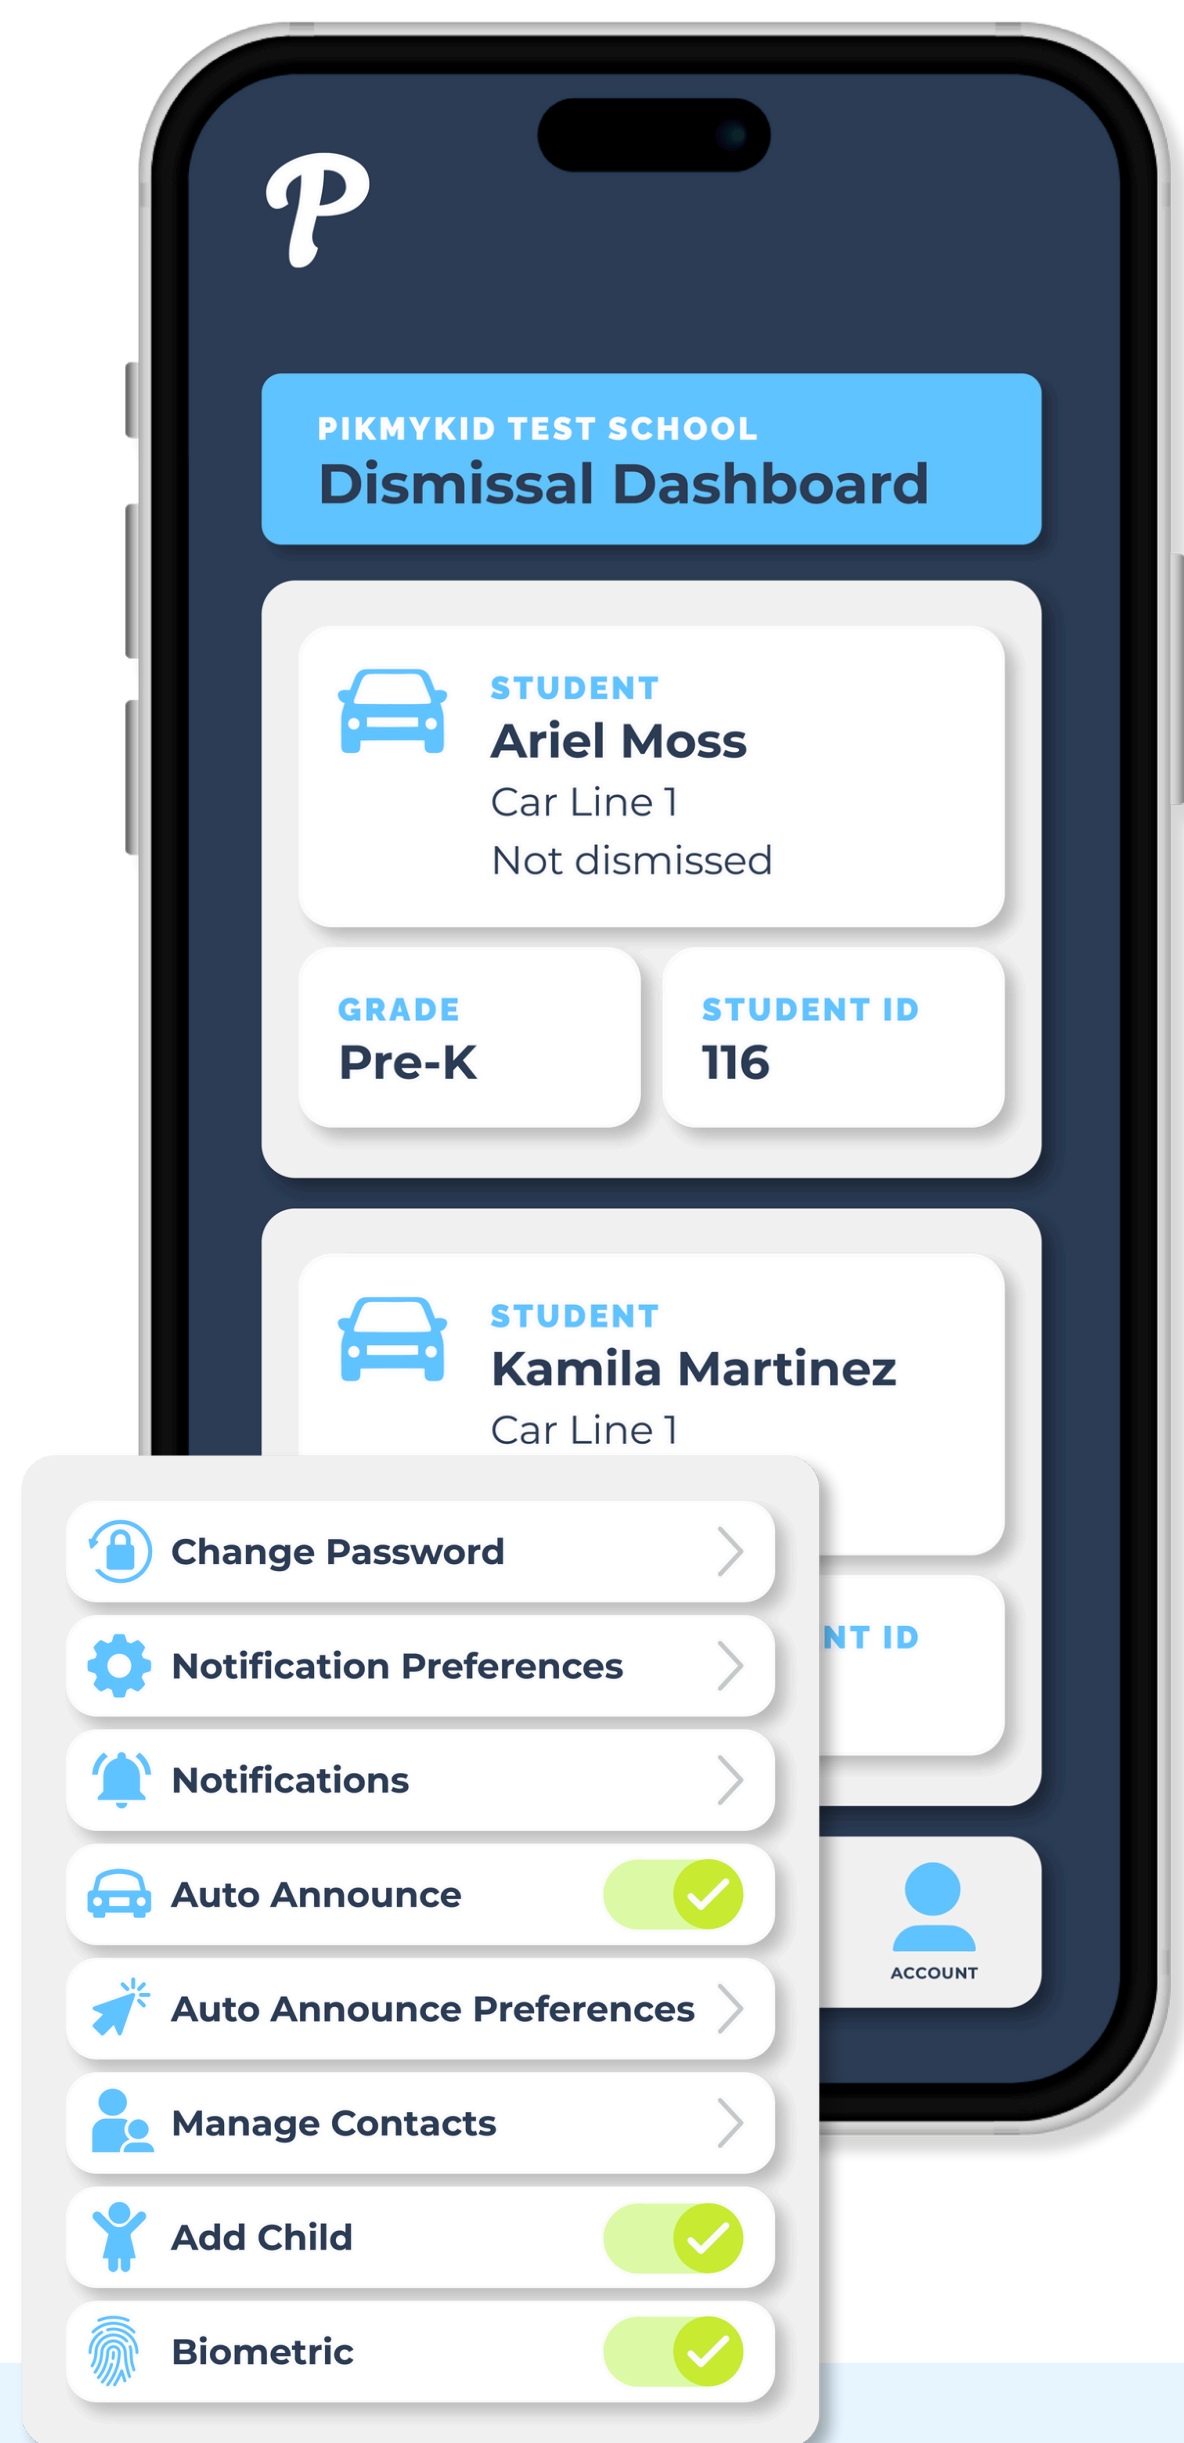 P
PIKMYKID TEST SCHOOL
Dismissal Dashboard
STUDENT
Ariel Moss
Car Line 1
Not dismissed
GRADE
Pre-K
STUDENT ID
116
STUDENT
Kamila Martinez
Car Line 1
NT ID
ACCOUNT
Change Password
Notification Preferences
Notifications
Auto Announce
Auto Announce Preferences
Manage Contacts
Add Child
Biometric